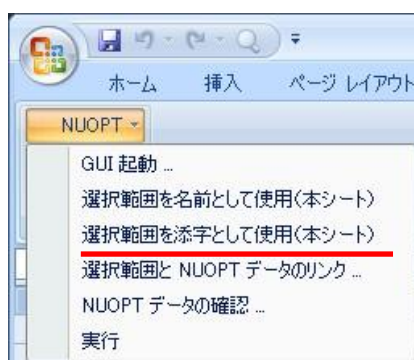 ホーム 挿入 ページ レイアウト
NUOPT
GUI 起動 ...
選択範囲を名前として使用(本シート)
選択範囲を添字として使用(本シート)
選択範囲と NUOPT データのリンク ...
NUOPT データの確認 ...
実行